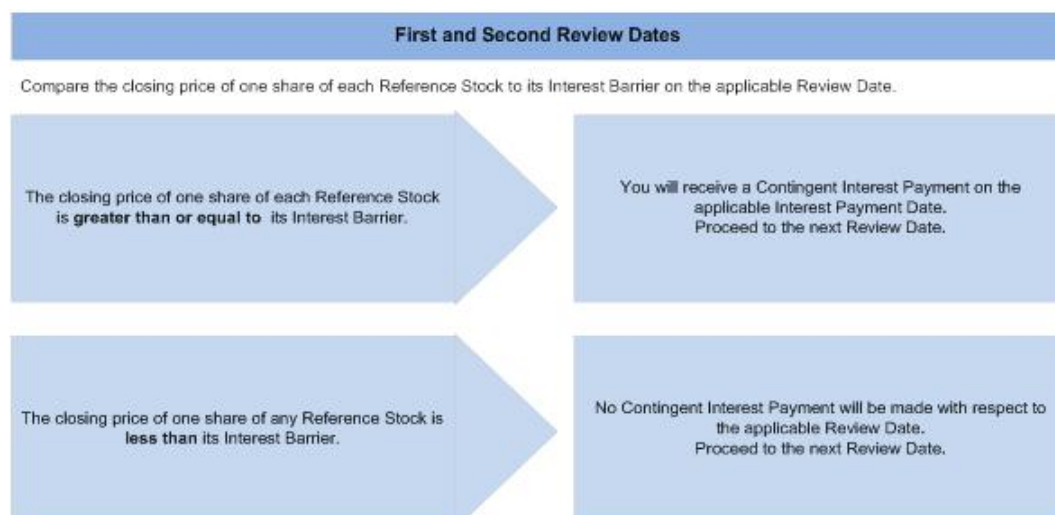 First and Second Review Dates
Compare the closing price of one share of each Reference Stock to its Interest Barrier on the applicable Review Date.
The closing price of one share of each Reference Stock
is greater than or equal to its Interest Barrier.
You will receive a Contingent Interest Payment on the
applicable Interest Payment Date.
Proceed to the next Review Date.
The closing price of one share of any Reference Stock is
less than its Interest Barrier.
No Contingent Interest Payment will be made with respect to
the applicable Review Date.
Proceed to the next Review Date.